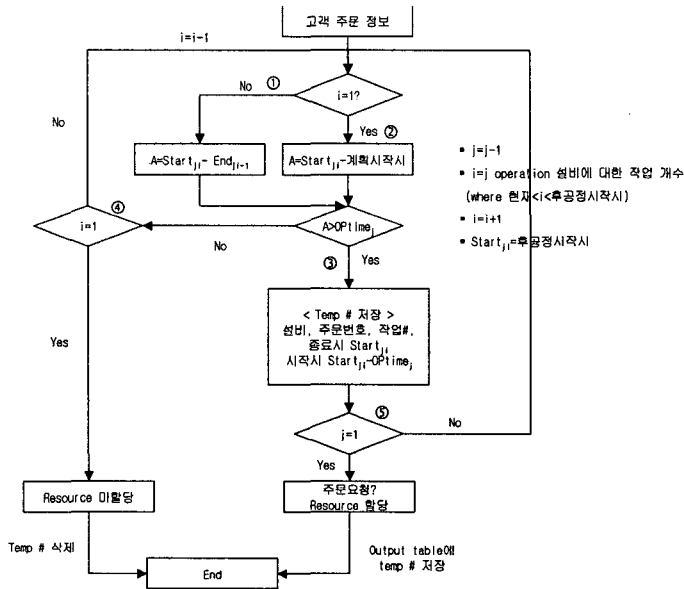 고객 주문 정보
i=i-1
No ①
i=1?
No
Yes ②
A=Start_ji - End_ji-1
A=Start_ji-계획시작시
▪ j=j-1
▪ i=j operation 설비에 대한 작업 개수
(where 현재<i<후공정시작시)
▪ i=i+1
▪ Start_ji=후공정시작시
④
i=1
A>OPtime_j
No
③ Yes
< Temp # 저장 >
설비, 주문번호, 작업#,
종료시 Start_ji
시작시 Start_ji-OPtime_j
Yes
⑤
j=1
No
Yes
Resource 미할당
주문요청?
Resource 할당
Temp # 삭제
Output table에
temp # 저장
End